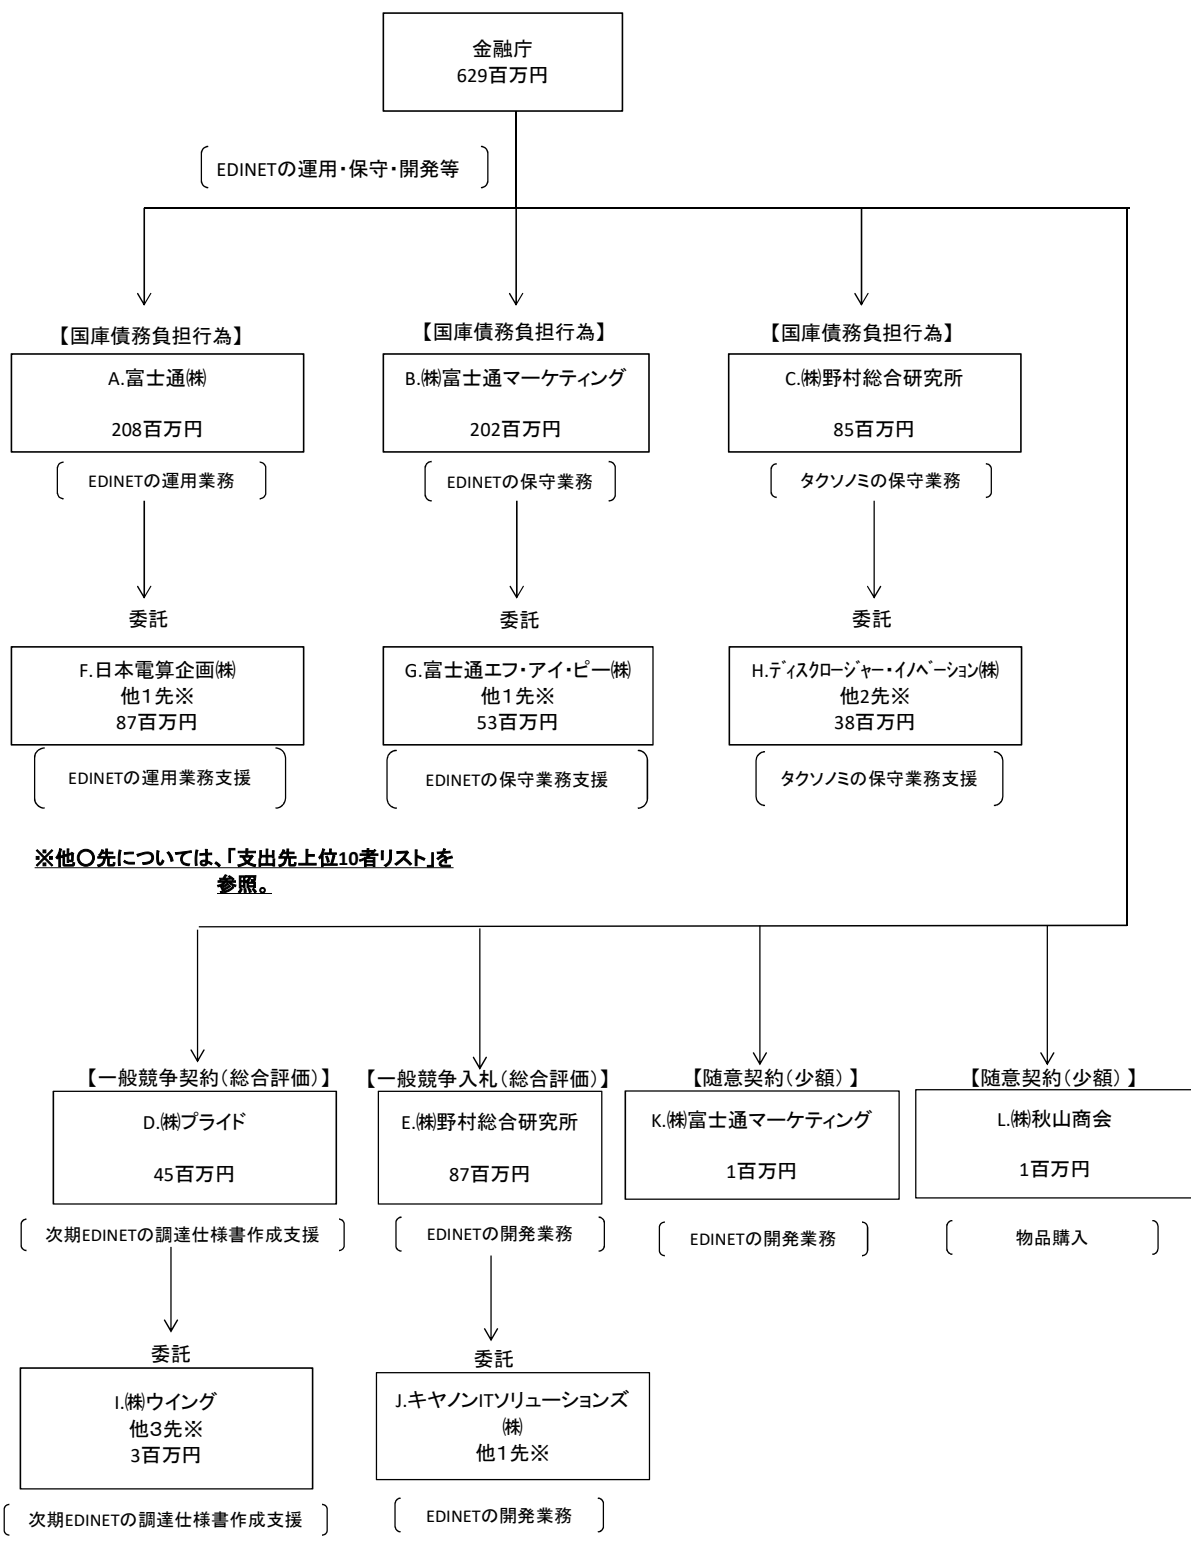 金融庁
629百万円
EDINETの運用・保守・開発等
【国庫債務負担行為】
A.富士通㈱
208百万円
EDINETの運用業務
委託
F.日本電算企画㈱
他１先※
87百万円
EDINETの運用業務支援
【国庫債務負担行為】
B.㈱富士通マーケティング
202百万円
EDINETの保守業務
委託
G.富士通エフ・アイ・ピー㈱
他1先※
53百万円
EDINETの保守業務支援
【国庫債務負担行為】
C.㈱野村総合研究所
85百万円
タクソノミの保守業務
委託
H.ﾃﾞｨｽｸﾛｰｼﾞｬｰ・ｲﾉﾍﾞｰｼｮﾝ㈱
他2先※
38百万円
タクソノミの保守業務支援
※他〇先については、「支出先上位10者リスト」を
参照。
【一般競争契約（総合評価）】
D.㈱プライド
45百万円
次期EDINETの調達仕様書作成支援
委託
I.㈱ウイング
他３先※
3百万円
次期EDINETの調達仕様書作成支援
【一般競争入札（総合評価）】
E.㈱野村総合研究所
87百万円
EDINETの開発業務
委託
J.キヤノンITソリューションズ
㈱
他１先※
EDINETの開発業務
【随意契約（少額）】
K.㈱富士通マーケティング
1百万円
EDINETの開発業務
【随意契約（少額）】
L.㈱秋山商会
1百万円
物品購入